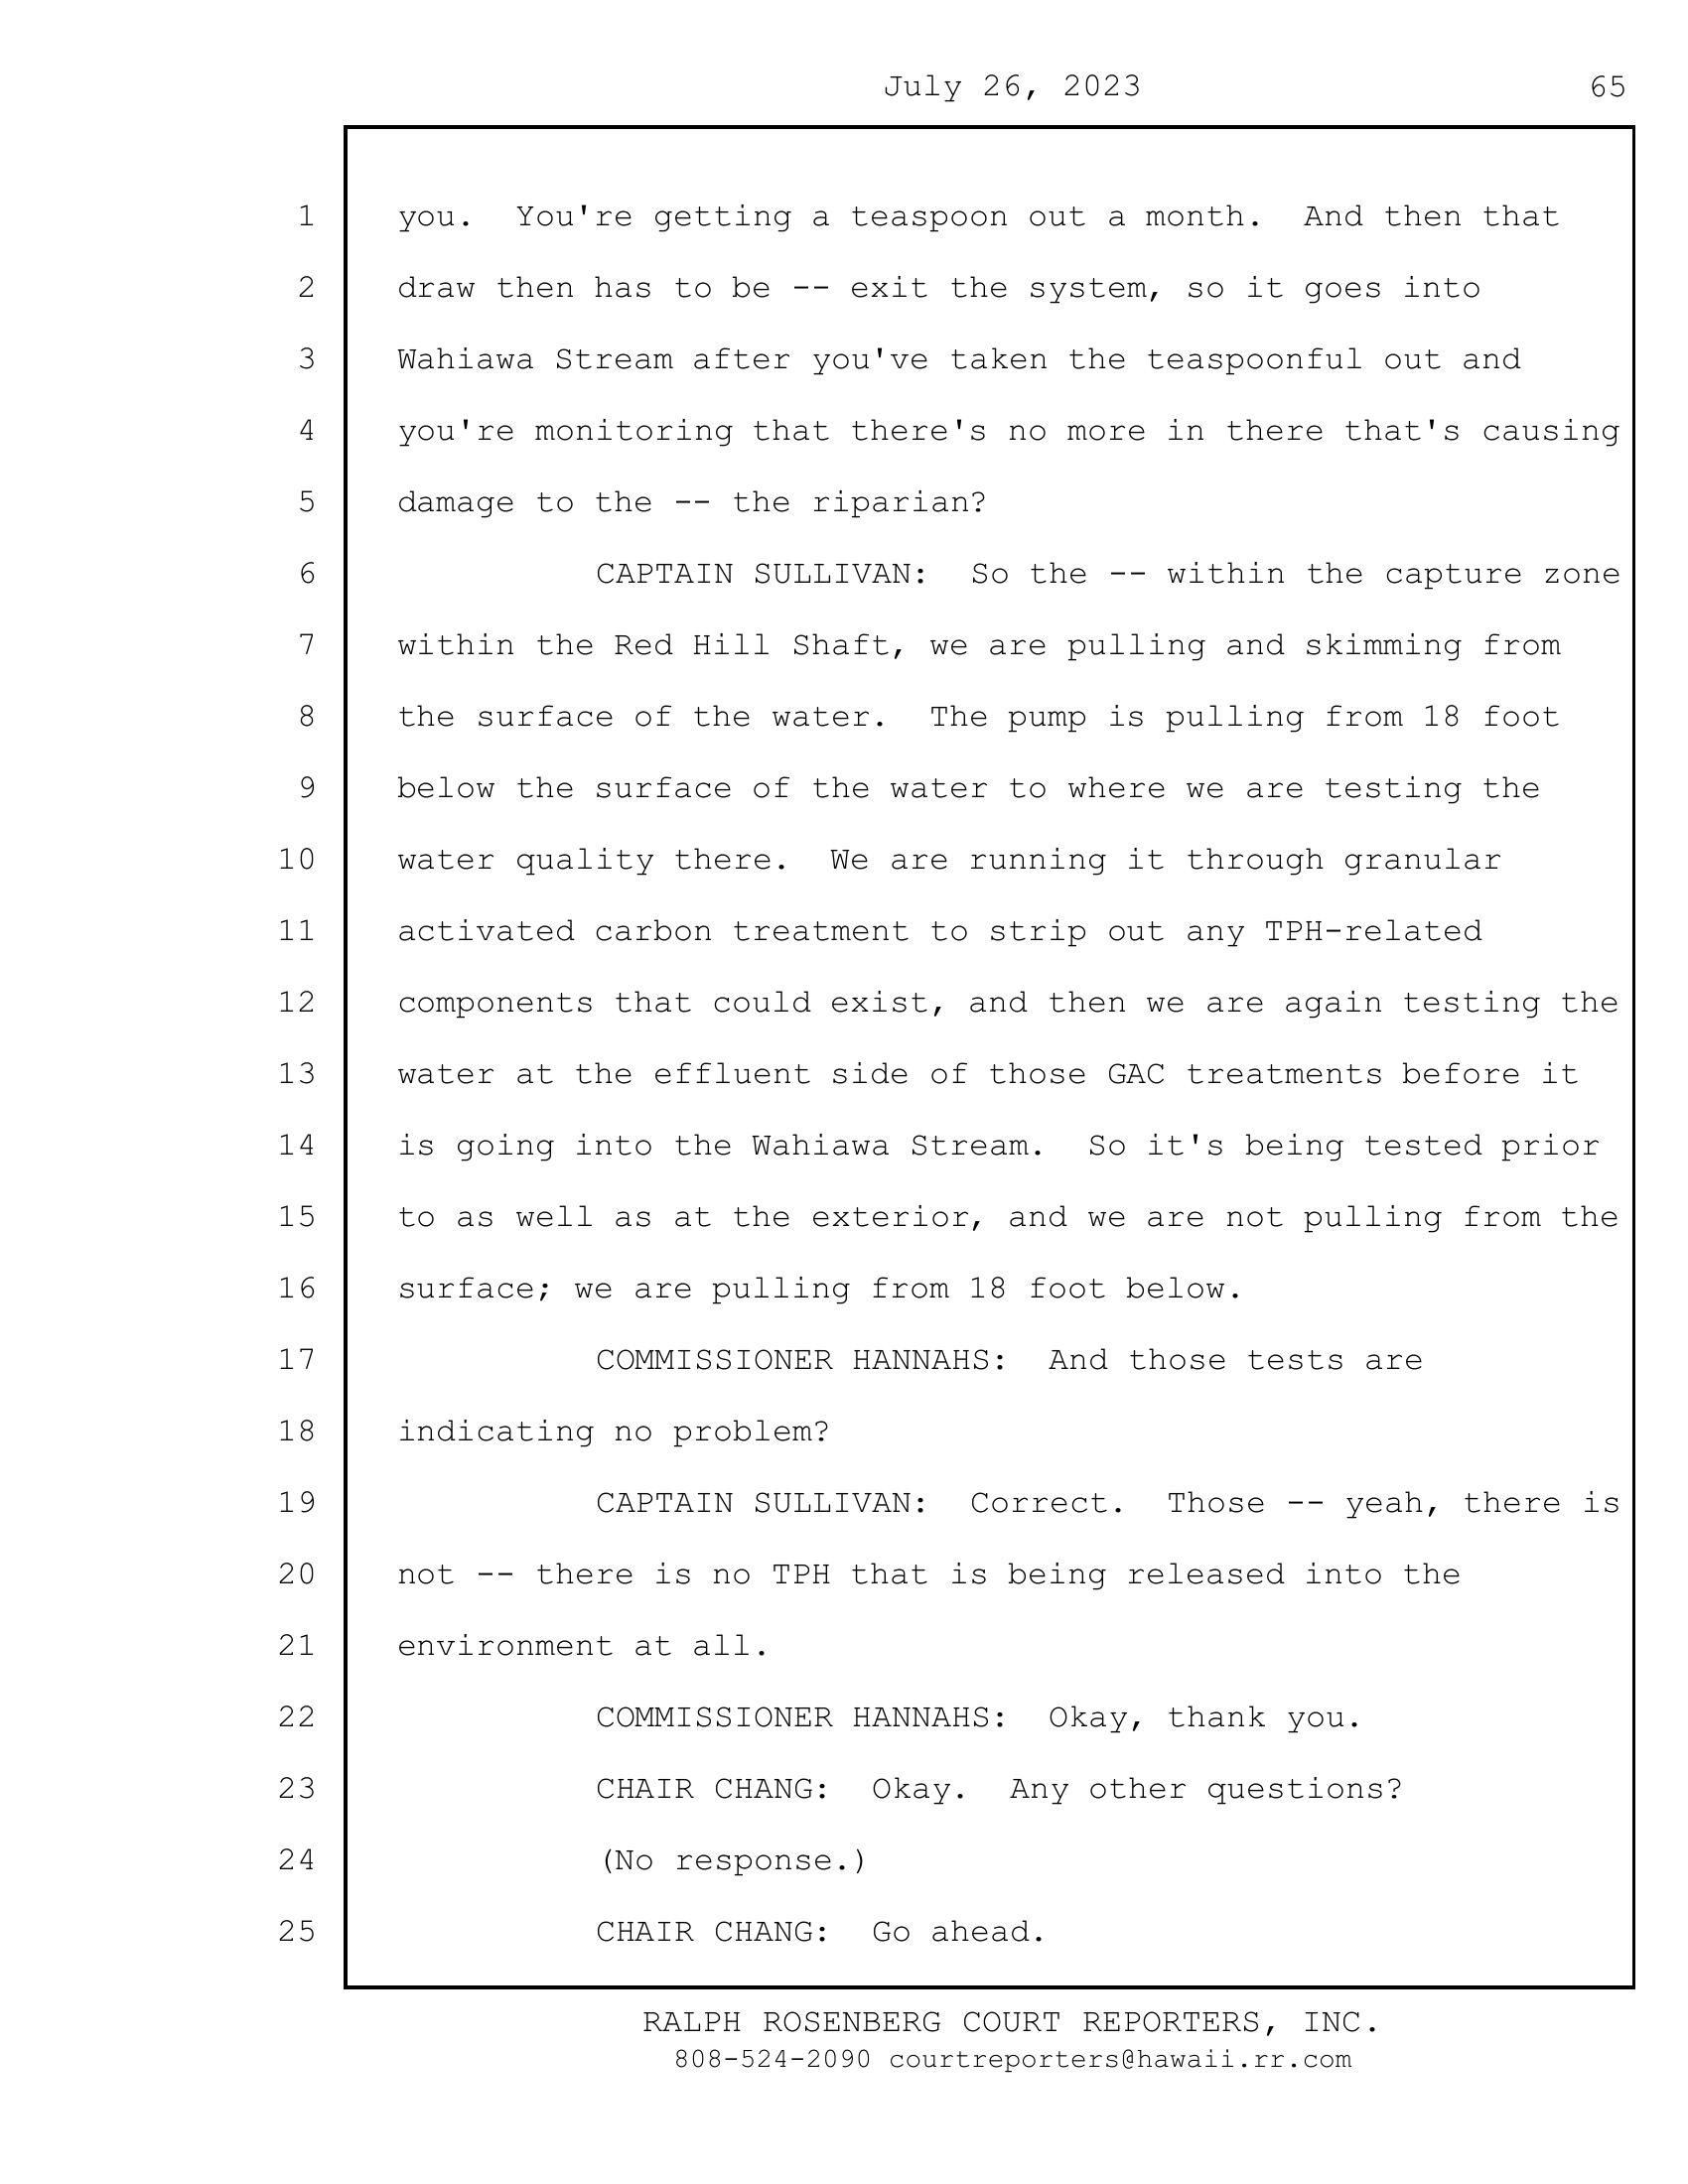 July 26, 2023 65
1 you. You're getting a teaspoon out a month. And then that
2 draw then has to be -- exit the system, so it goes into
3 Wahiawa Stream after you've taken the teaspoonful out and
4 you're monitoring that there's no more in there that's causing
5 damage to the -- the riparian?
6 CAPTAIN SULLIVAN: So the -- within the capture zone
7 within the Red Hill Shaft, we are pulling and skimming from
8 the surface of the water. The pump is pulling from 18 foot
9 below the surface of the water to where we are testing the
10 water quality there. We are running it through granular
11 activated carbon treatment to strip out any TPH-related
12 components that could exist, and then we are again testing the
13 water at the effluent side of those GAC treatments before it
14 is going into the Wahiawa Stream. So it's being tested prior
15 to as well as at the exterior, and we are not pulling from the
16 surface; we are pulling from 18 foot below.
17 COMMISSIONER HANNAHS: And those tests are
18 indicating no problem?
19 CAPTAIN SULLIVAN: Correct. Those -- yeah, there is
20 not -- there is no TPH that is being released into the
21 environment at all.
22 COMMISSIONER HANNAHS: Okay, thank you.
23 CHAIR CHANG: Okay. Any other questions?
24 (No response.)
25 CHAIR CHANG: Go ahead.
RALPH ROSENBERG COURT REPORTERS, INC.
808-524-2090 courtreporters@hawaii.rr.com